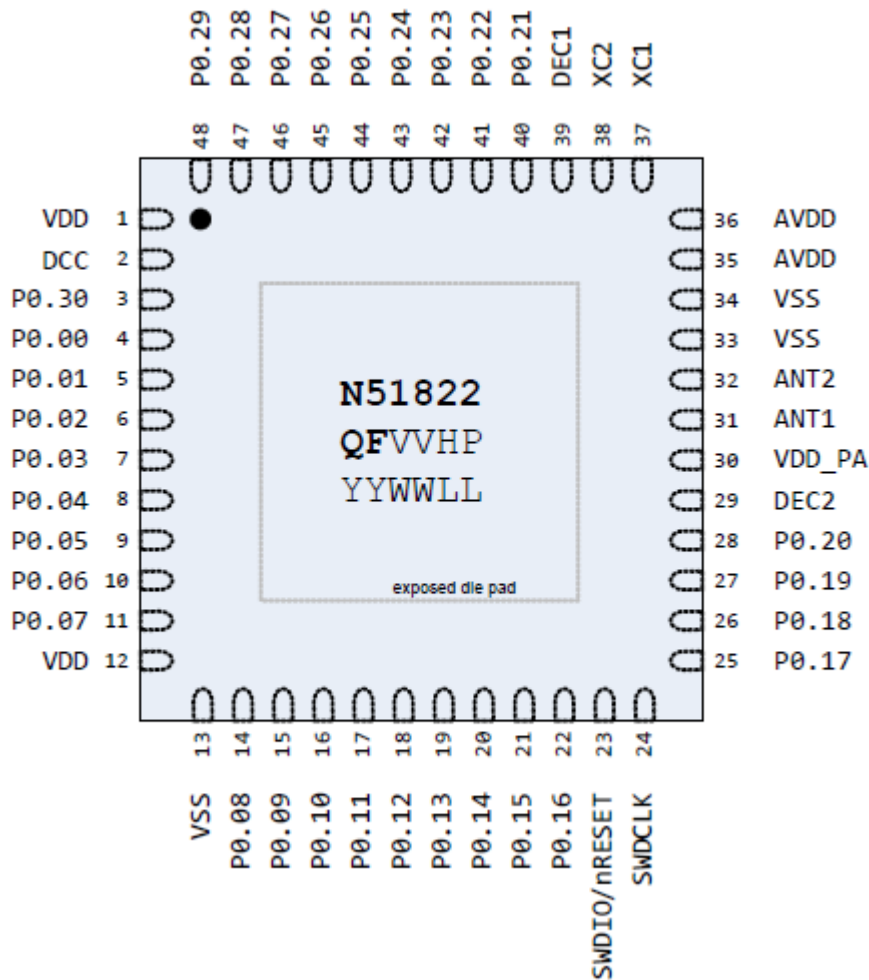 P0.29 P0.28 P0.27 P0.26 P0.25 P0.24 P0.23 P0.22 P0.21 DEC1 XC2 XC1
48 47 46 45 44 43 42 41 40 39 38 37
VDD 1
DCC 2
P0.30 3
P0.00 4
P0.01 5
P0.02 6
P0.03 7
P0.04 8
P0.05 9
P0.06 10
P0.07 11
VDD 12
N51822
QFVVHP
YYWWLL
exposed die pad
36 AVDD
35 AVDD
34 VSS
33 VSS
32 ANT2
31 ANT1
30 VDD_PA
29 DEC2
28 P0.20
27 P0.19
26 P0.18
25 P0.17
13 14 15 16 17 18 19 20 21 22 23 24
VSS P0.08 P0.09 P0.10 P0.11 P0.12 P0.13 P0.14 P0.15 P0.16 SWDIO/nRESET SWDCLK